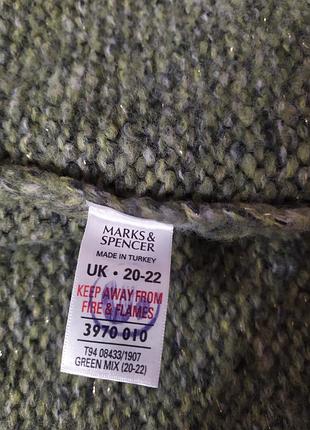 MARKS &
SPENCER
MADE IN TURKEY
UK • 20-22
KEEP AWAY FROM
FIRE & FLAMES
3970 010
T94 08433/1907
GREEN MIX (20-22)